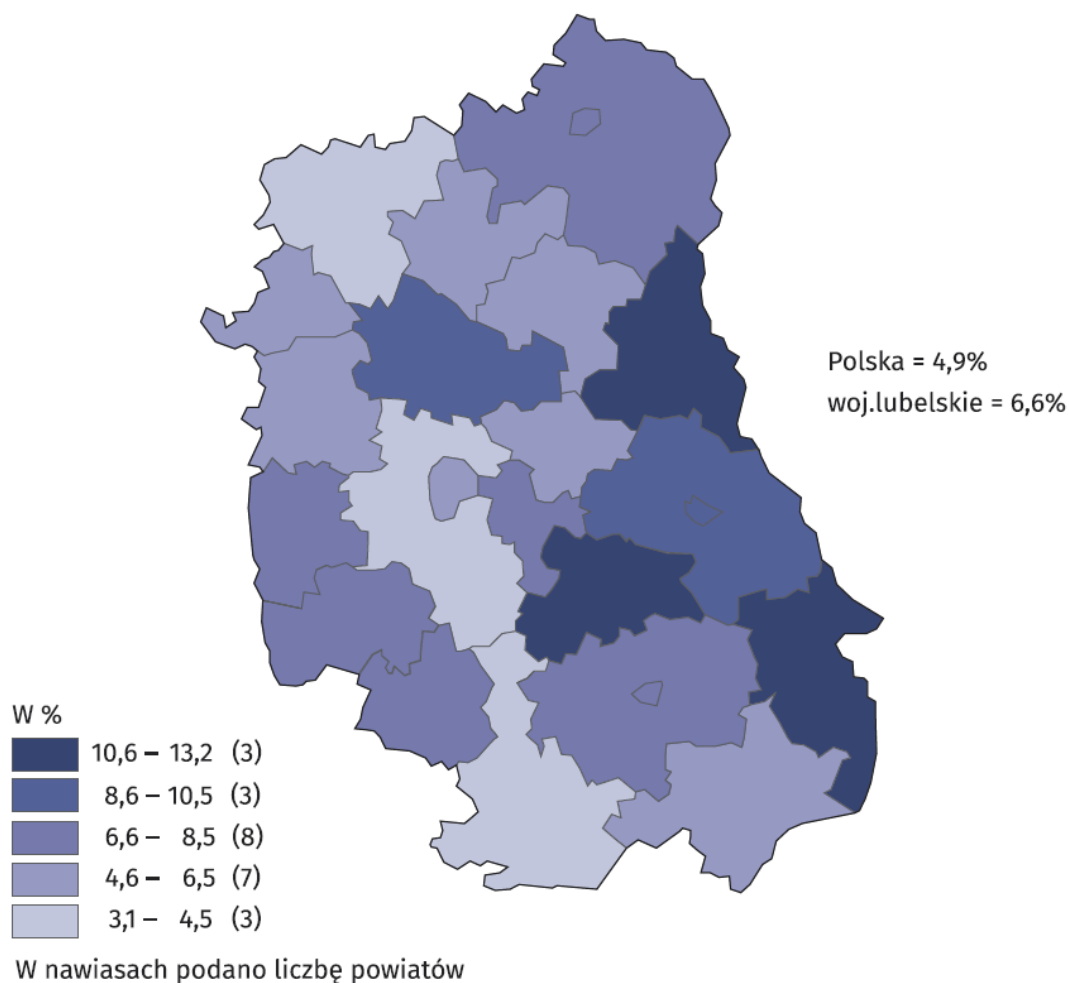 Polska = 4,9%
woj.lubelskie = 6,6%
W %
10,6 – 13,2 (3)
8,6 – 10,5 (3)
6,6 – 8,5 (8)
4,6 – 6,5 (7)
3,1 – 4,5 (3)
W nawiasach podano liczbę powiatów